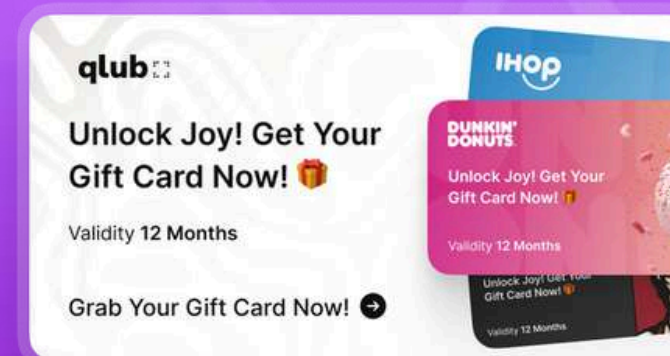 qlub
Unlock Joy! Get Your
Gift Card Now! 🎁
Validity 12 Months
Grab Your Gift Card Now!
IHOP
DUNKIN'
DONUTS
Unlock Joy! Get Your
Gift Card Now! 🎁
Validity 12 Months
Unlock Joy! Get Your
Gift Card Now! 🎁
Validity 12 Months